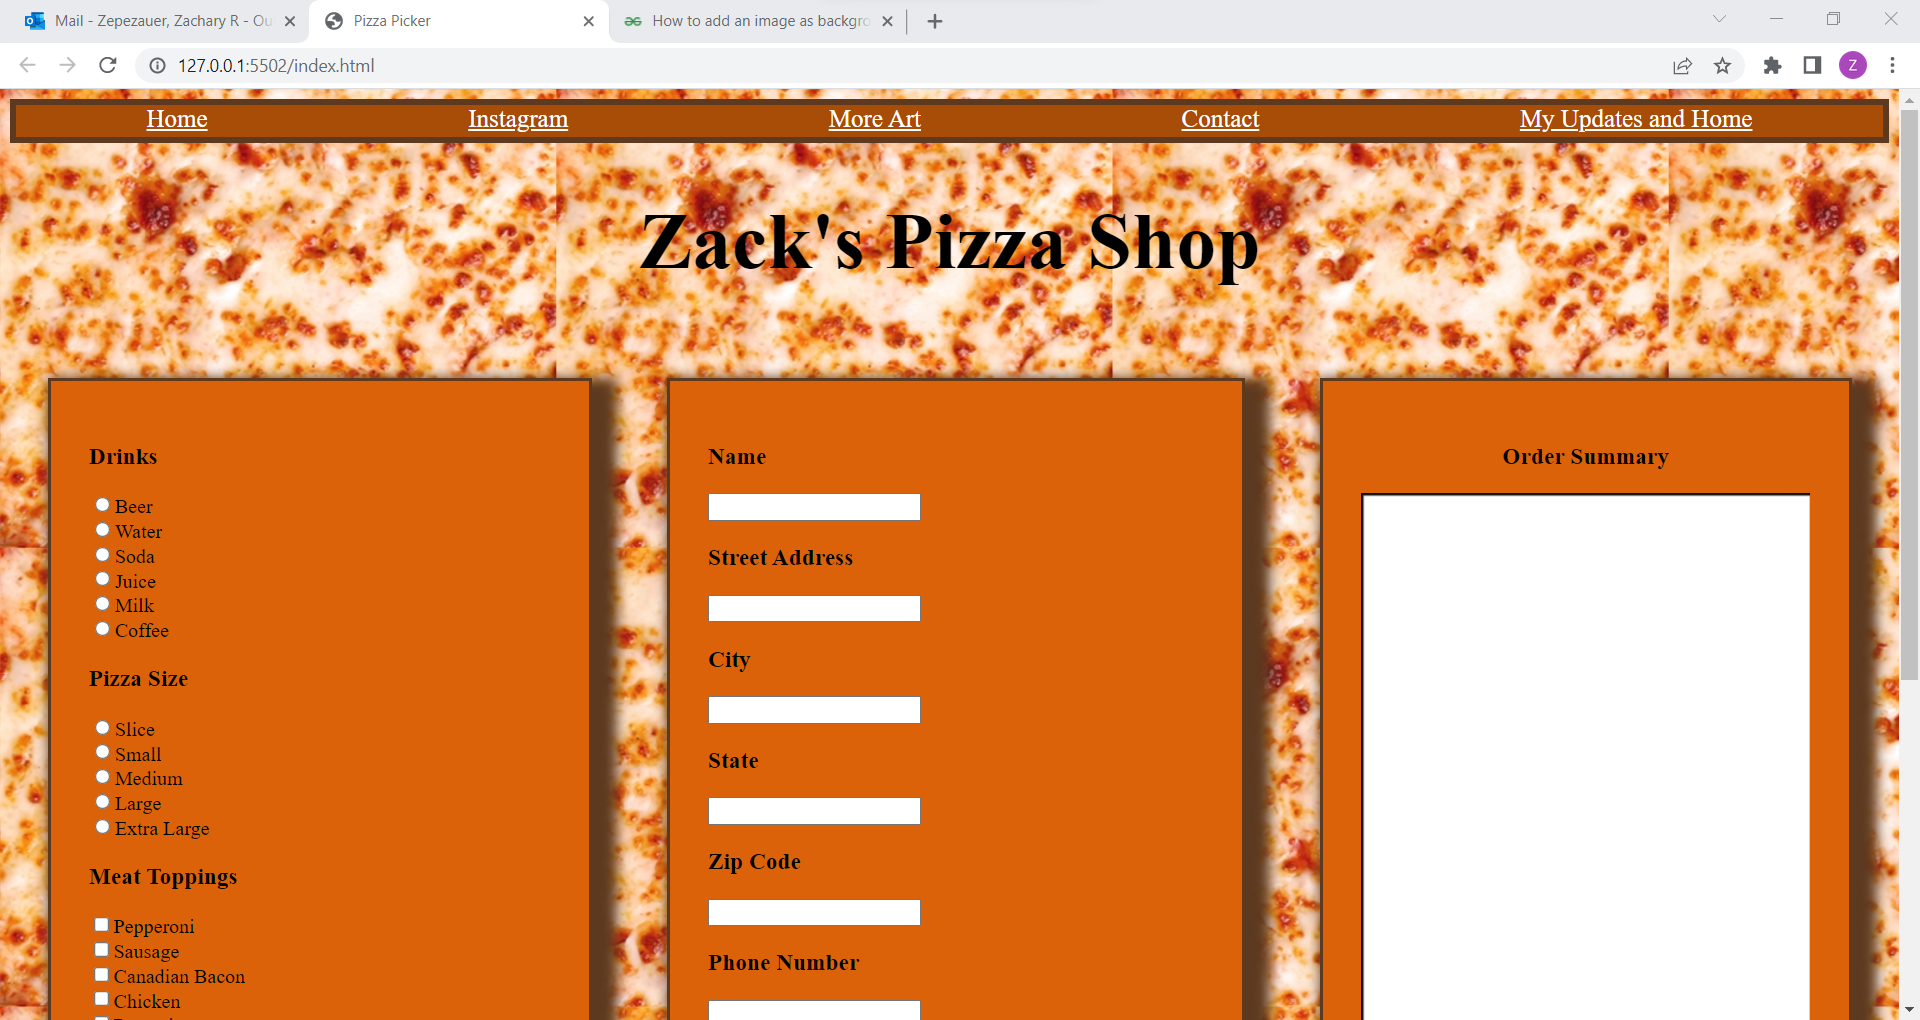 Mail - Zepezauer, Zachary R - Ou
Pizza Picker
How to add an image as backgro
127.0.0.1:5502/index.html
Z
Home Instagram More Art Contact My Updates and Home
Zack's Pizza Shop
Drinks
Beer
Water
Soda
Juice
Milk
Coffee
Pizza Size
Slice
Small
Medium
Large
Extra Large
Meat Toppings
Pepperoni
Sausage
Canadian Bacon
Chicken
Name
Street Address
City
State
Zip Code
Phone Number
Order Summary